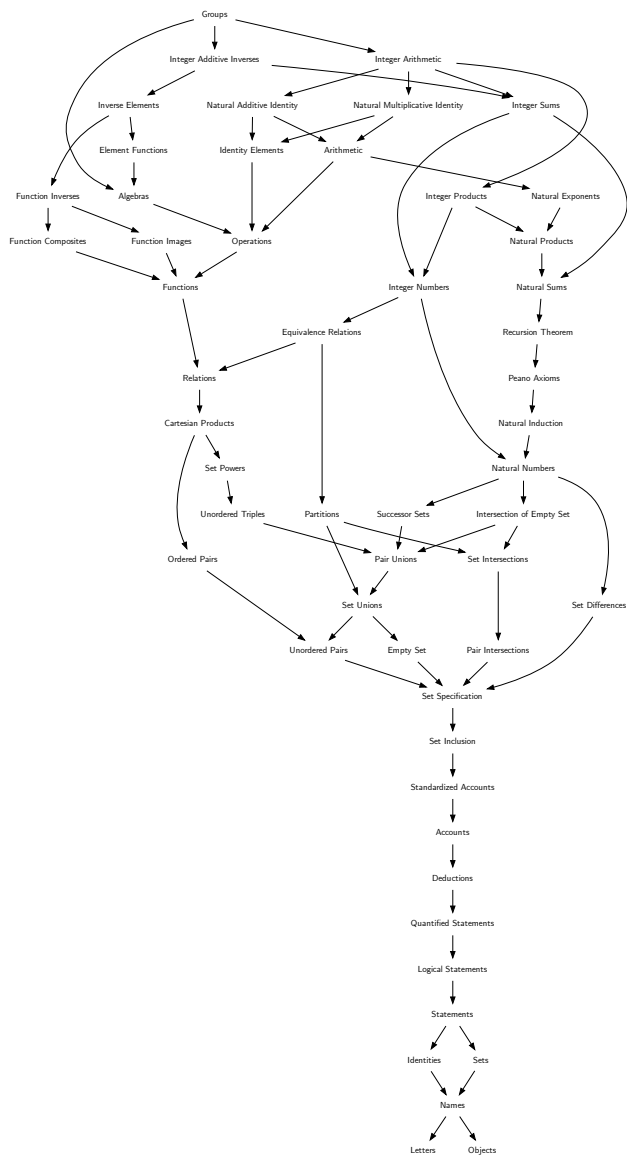 Groups
Integer Additive Inverses
Integer Arithmetic
Inverse Elements
Natural Additive Identity
Natural Multiplicative Identity
Integer Sums
Element Functions
Identity Elements
Arithmetic
Function Inverses
Algebras
Integer Products
Natural Exponents
Function Composites
Function Images
Operations
Natural Products
Functions
Integer Numbers
Natural Sums
Equivalence Relations
Recursion Theorem
Relations
Peano Axioms
Cartesian Products
Natural Induction
Set Powers
Natural Numbers
Unordered Triples
Partitions
Successor Sets
Intersection of Empty Set
Ordered Pairs
Pair Unions
Set Intersections
Set Unions
Set Differences
Unordered Pairs
Empty Set
Pair Intersections
Set Specification
Set Inclusion
Standardized Accounts
Accounts
Deductions
Quantified Statements
Logical Statements
Statements
Identities
Sets
Names
Letters
Objects